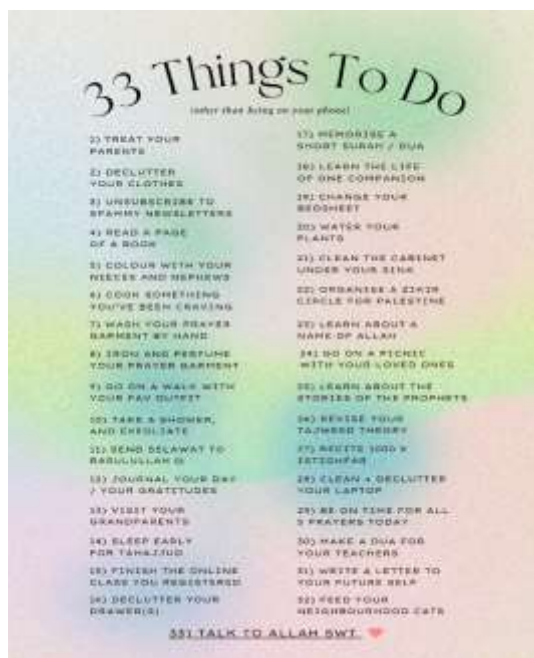 33 Things To Do
(other than being on your phone)
1) TREAT YOUR
PARENTS
2) DECLUTTER
YOUR CLOTHES
3) UNSUBSCRIBE TO
SPAMMY NEWSLETTERS
4) READ A PAGE
OF A BOOK
5) COLOUR WITH YOUR
NIECES AND NEPHEWS
6) COOK SOMETHING
YOU'VE BEEN CRAVING
7) WASH YOUR PRAYER
GARMENT BY HAND
8) IRON AND PERFUME
YOUR PRAYER GARMENT
9) GO ON A WALK WITH
YOUR FAV OUTFIT
10) TAKE A SHOWER,
AND EXFOLIATE
11) SEND SELAWAT TO
RASULULLAH ﷺ
12) JOURNAL YOUR DAY
/ YOUR GRATITUDES
13) VISIT YOUR
GRANDPARENTS
14) SLEEP EARLY
FOR TAHAJJUD
15) FINISH THE ONLINE
CLASS YOU REGISTERED
16) DECLUTTER YOUR
DRAWER(S)
17) MEMORISE A
SHORT SURAH / DUA
18) LEARN THE LIFE
OF ONE COMPANION
19) CHANGE YOUR
BEDSHEET
20) WATER YOUR
PLANTS
21) CLEAN THE CABINET
UNDER YOUR SINK
22) ORGANISE A ZIKIR
CIRCLE FOR PALESTINE
23) LEARN ABOUT A
NAME OF ALLAH
24) GO ON A PICNIC
WITH YOUR LOVED ONES
25) LEARN ABOUT THE
STORIES OF THE PROPHETS
26) REVISE YOUR
TAJWEED THEORY
27) RECITE 1000 X
ISTIGHFAR
28) CLEAN + DECLUTTER
YOUR LAPTOP
29) BE ON TIME FOR ALL
5 PRAYERS TODAY
30) MAKE A DUA FOR
YOUR TEACHERS
31) WRITE A LETTER TO
YOUR FUTURE SELF
32) FEED YOUR
NEIGHBOURHOOD CATS
33) TALK TO ALLAH SWT.